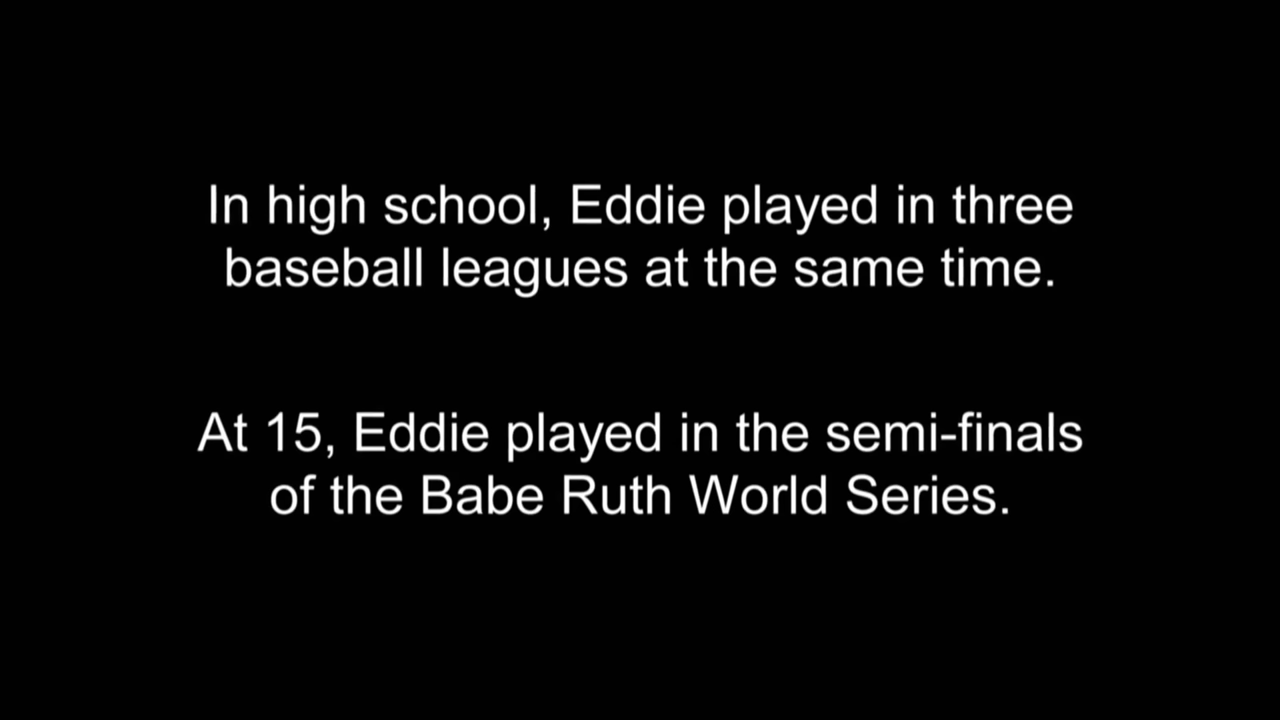 In high school, Eddie played in three
baseball leagues at the same time.
At 15, Eddie played in the semi-finals
of the Babe Ruth World Series.